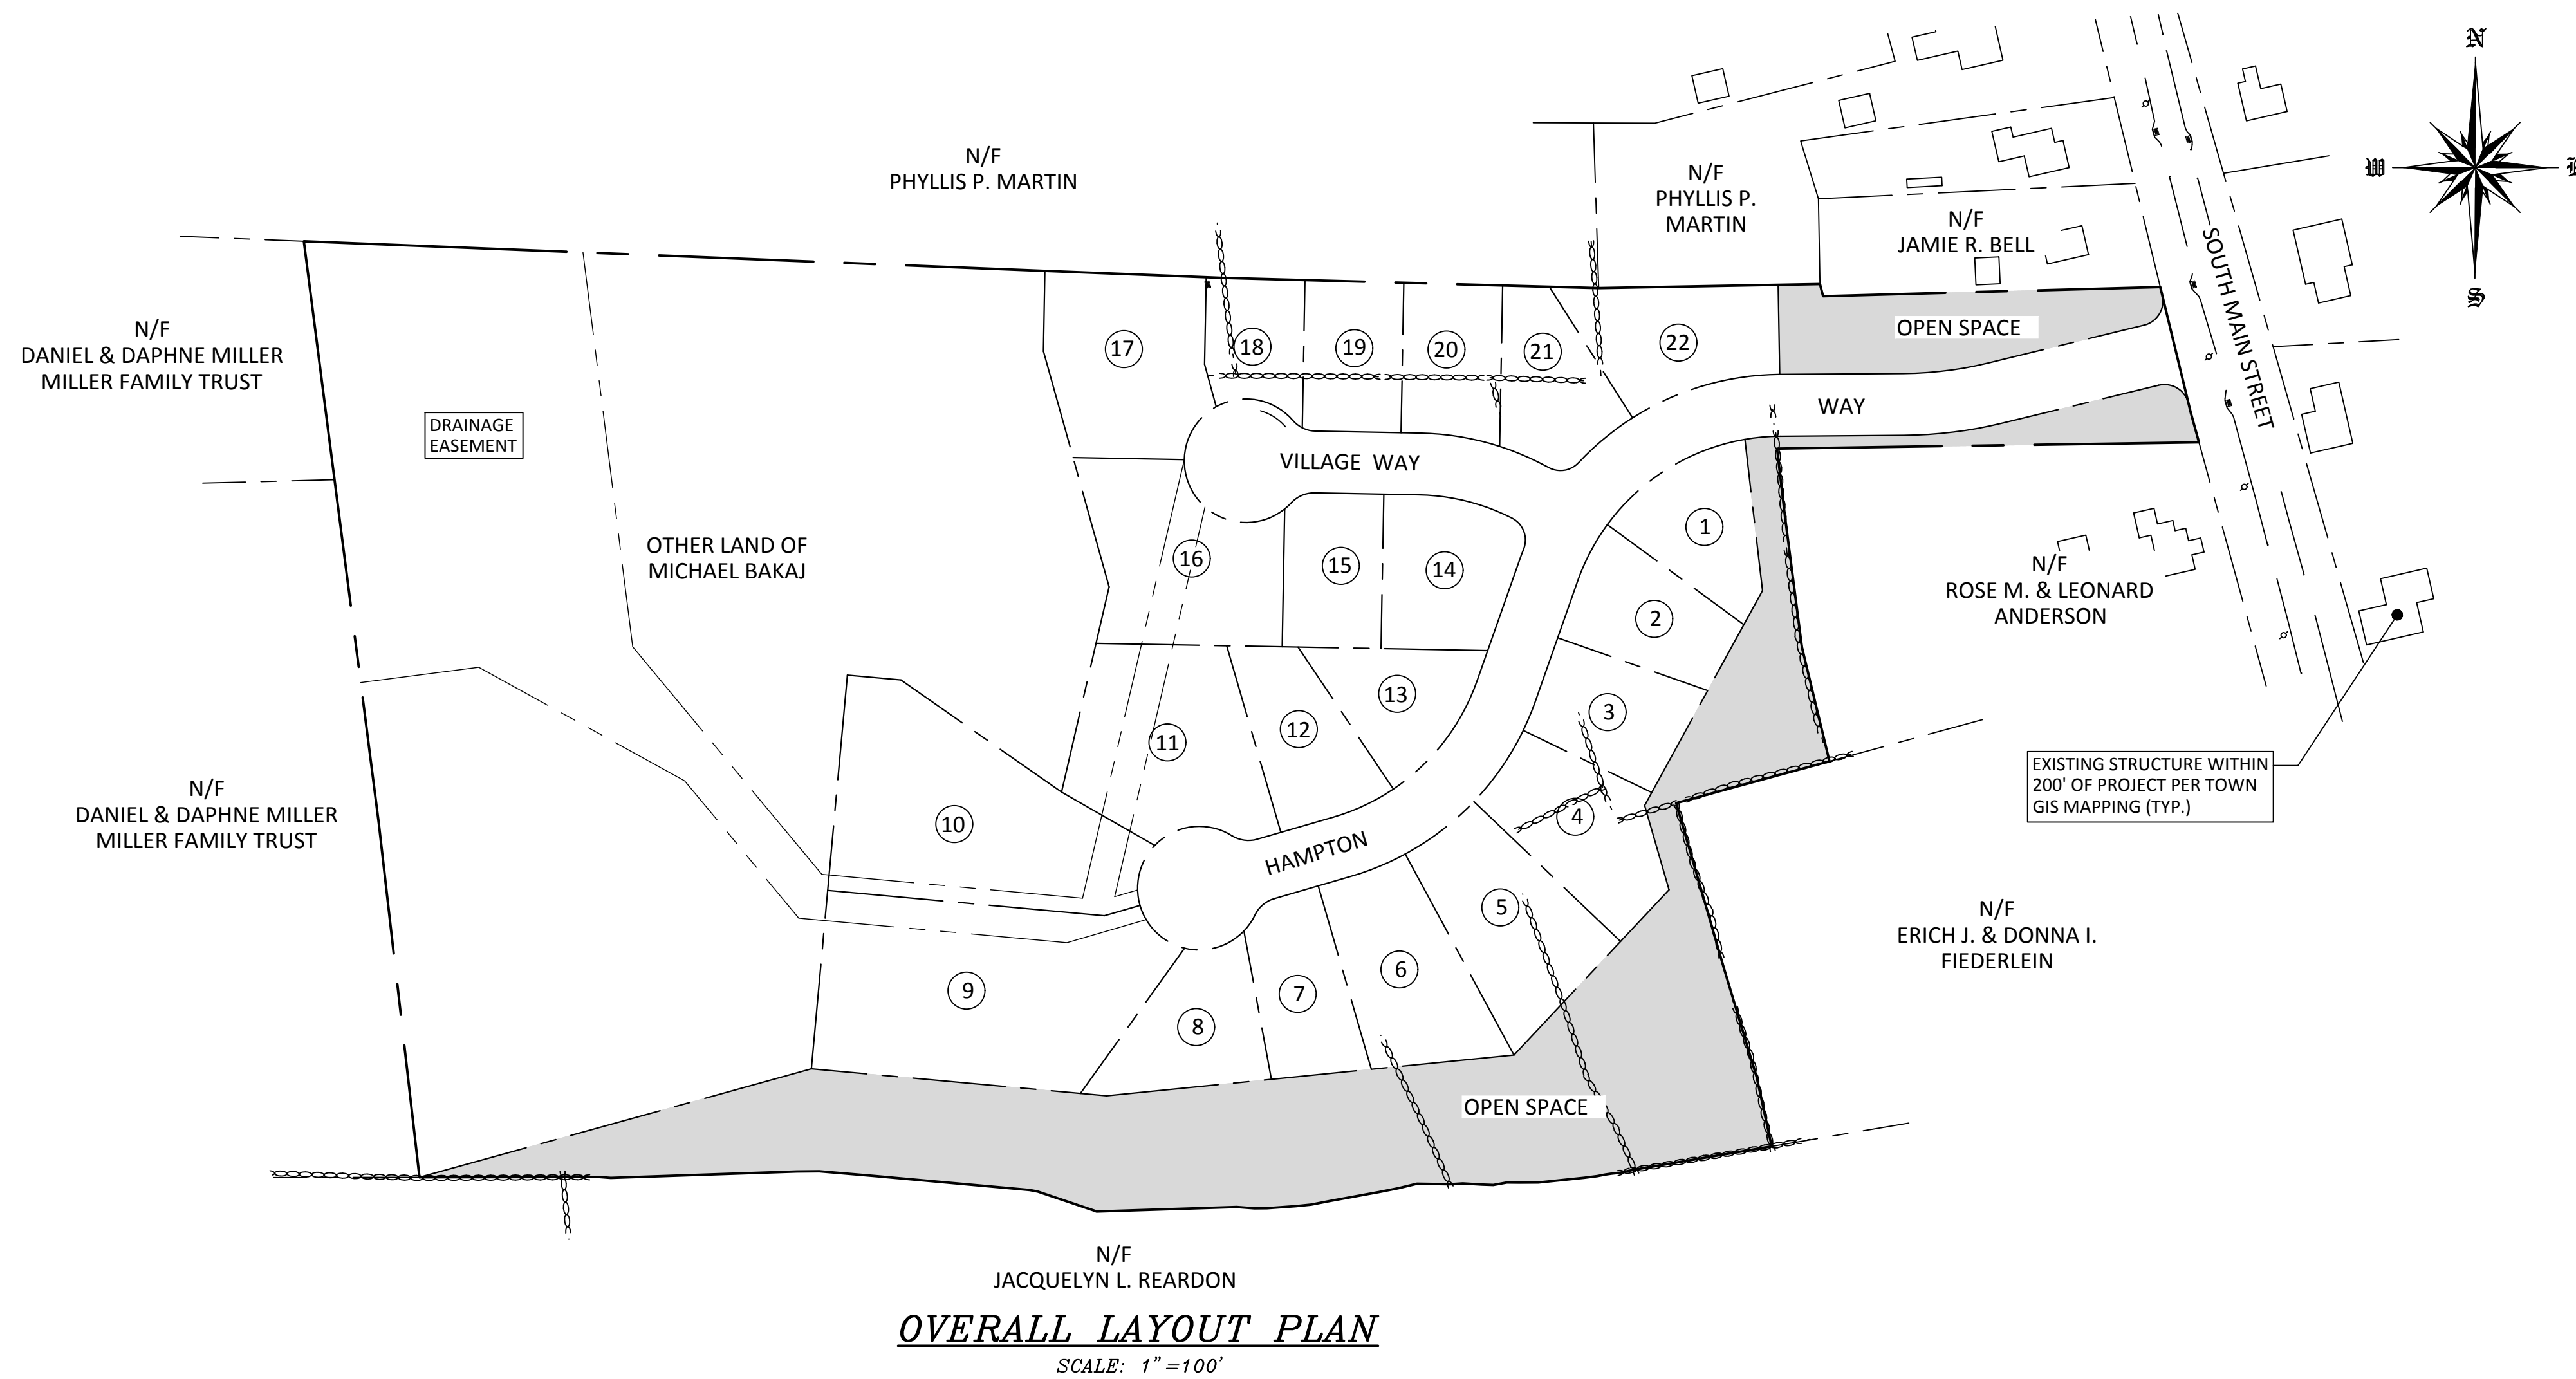 N
W
S
N/F
PHYLLIS P. MARTIN
N/F
PHYLLIS P.
MARTIN
N/F
JAMIE R. BELL
SOUTH MAIN STREET
N/F
DANIEL & DAPHNE MILLER
MILLER FAMILY TRUST
DRAINAGE
EASEMENT
OTHER LAND OF
MICHAEL BAKAJ
17
18
19
20
21
22
OPEN SPACE
WAY
VILLAGE WAY
16
15
14
1
2
3
4
5
6
7
8
9
10
11
12
13
HAMPTON
N/F
ROSE M. & LEONARD
ANDERSON
EXISTING STRUCTURE WITHIN
200' OF PROJECT PER TOWN
GIS MAPPING (TYP.)
N/F
DANIEL & DAPHNE MILLER
MILLER FAMILY TRUST
N/F
ERICH J. & DONNA I.
FIEDERLEIN
OPEN SPACE
N/F
JACQUELYN L. REARDON
OVERALL LAYOUT PLAN
SCALE: 1"=100'